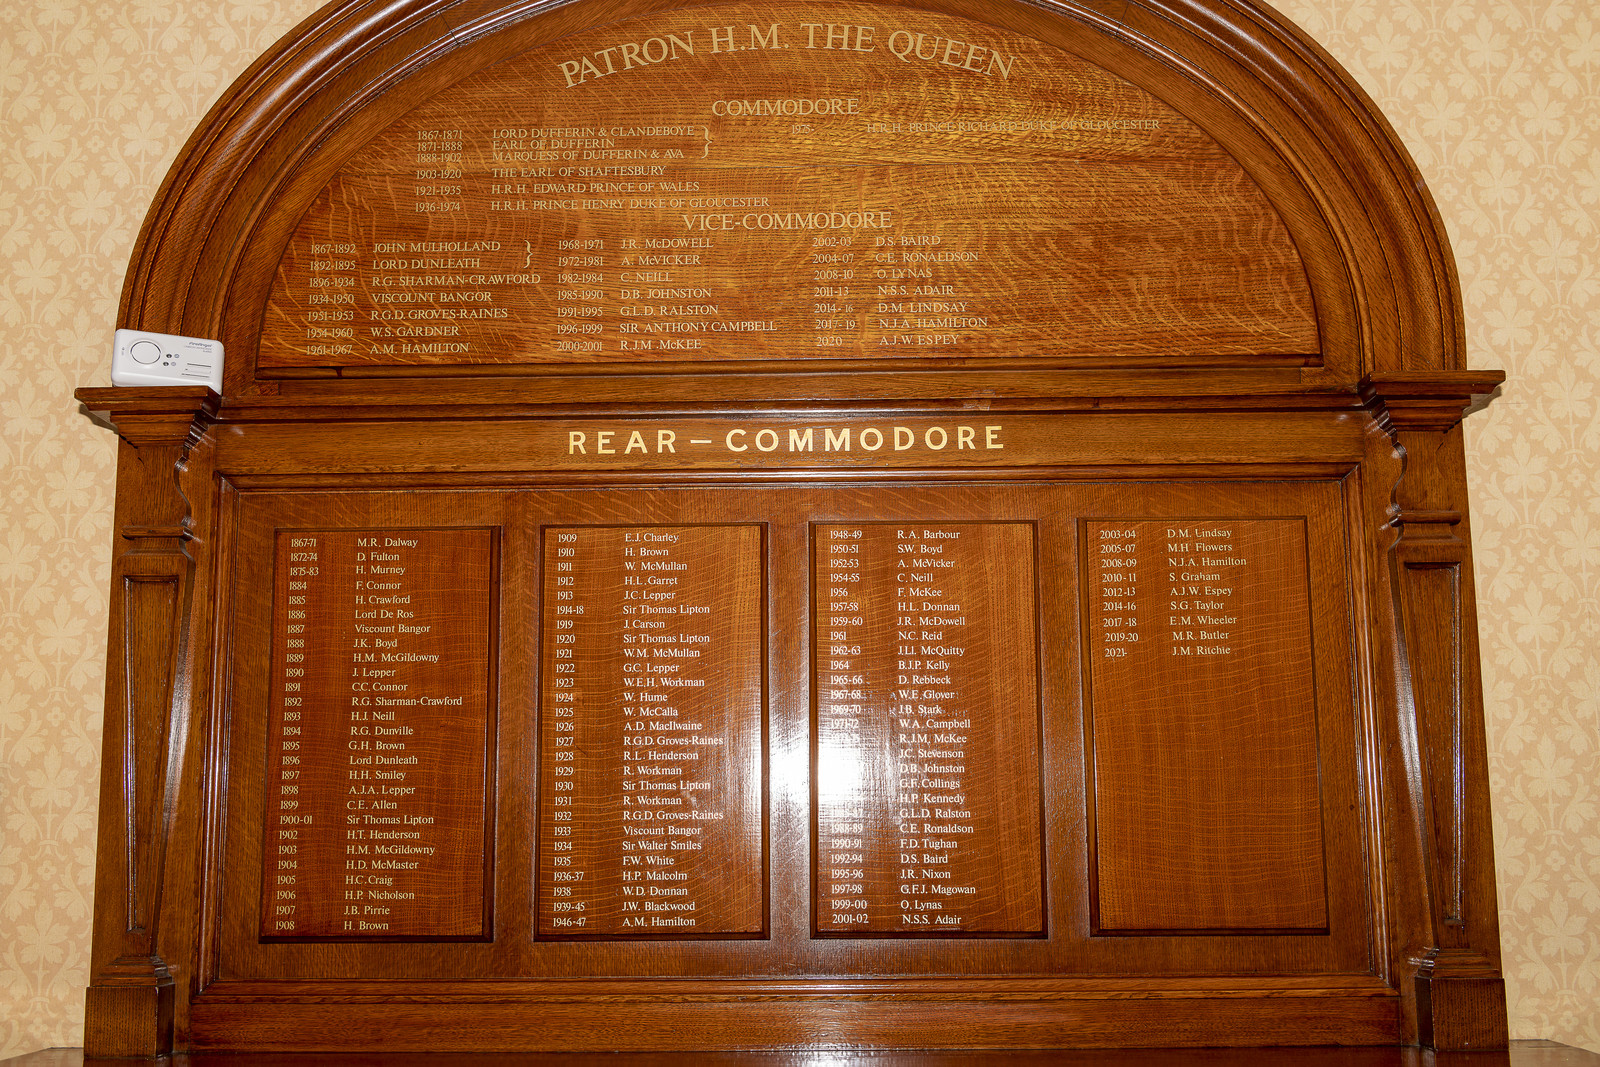 PATRON H.M. THE QUEEN
COMMODORE
1867-1871 LORD DUFFERIN & CLANDEBOYE
1871-1888 EARL OF DUFFERIN
1888-1902 MARQUESS OF DUFFERIN & AVA
1903-1920 THE EARL OF SHAFTESBURY
1921-1935 H.R.H. EDWARD PRINCE OF WALES
1936-1974 H.R.H. PRINCE HENRY DUKE OF GLOUCESTER
1975- H.R.H. PRINCE RICHARD DUKE OF GLOUCESTER
VICE-COMMODORE
1867-1892 JOHN MULHOLLAND
1892-1895 LORD DUNLEATH
1896-1934 R.G. SHARMAN-CRAWFORD
1934-1950 VISCOUNT BANGOR
1951-1953 R.G.D. GROVES-RAINES
1954-1960 W.S. GARDNER
1961-1967 A.M. HAMILTON
1968-1971 J.R. McDOWELL
1972-1981 A. McVICKER
1982-1984 C. NEILL
1985-1990 D.B. JOHNSTON
1991-1995 G.L.D. RALSTON
1996-1999 SIR ANTHONY CAMPBELL
2000-2001 R.J.M. McKEE
2002-03 D.S. BAIRD
2004-07 C.E. RONALDSON
2008-10 O. LYNAS
2011-13 N.S.S. ADAIR
2014-16 D.M. LINDSAY
2017-19 N.J.A. HAMILTON
2020 A.J.W. ESPEY
REAR-COMMODORE
1867-71 M.R. Dalway
1872-74 D. Fulton
1875-83 H. Murney
1884 F. Connor
1885 H. Crawford
1886 Lord De Ros
1887 Viscount Bangor
1888 J.K. Boyd
1889 H.M. McGildowny
1890 J. Lepper
1891 C.C. Connor
1892 R.G. Sharman-Crawford
1893 H.J. Neill
1894 R.G. Dunville
1895 G.H. Brown
1896 Lord Dunleath
1897 H.H. Smiley
1898 A.J.A. Lepper
1899 C.E. Allen
1900-01 Sir Thomas Lipton
1902 H.T. Henderson
1903 H.M. McGildowny
1904 H.D. McMaster
1905 H.C. Craig
1906 H.P. Nicholson
1907 J.B. Pirrie
1908 H. Brown
1909 E.J. Charley
1910 H. Brown
1911 W. McMullan
1912 H.L. Garret
1913 J.C. Lepper
1914-18 Sir Thomas Lipton
1919 J. Carson
1920 Sir Thomas Lipton
1921 W.M. McMullan
1922 G.C. Lepper
1923 W.E.H. Workman
1924 W. Hume
1925 W. McCalla
1926 A.D. MacIlwaine
1927 R.G.D. Groves-Raines
1928 R.L. Henderson
1929 R. Workman
1930 Sir Thomas Lipton
1931 R. Workman
1932 R.G.D. Groves-Raines
1933 Viscount Bangor
1934 Sir Walter Smiles
1935 F.W. White
1936-37 H.P. Malcolm
1938 W.D. Donnan
1939-45 J.W. Blackwood
1946-47 A.M. Hamilton
1948-49 R.A. Barbour
1950-51 S.W. Boyd
1952-53 A. McVicker
1954-55 C. Neill
1956 F. McKee
1957-58 H.L. Donnan
1959-60 J.R. McDowell
1961 N.C. Reid
1962-63 J.Ll. McQuitty
1964 B.J.P. Kelly
1965-66 D. Rebbeck
1967-68 W.E. Glover
1969-70 J.B. Stark
1971-72 W.A. Campbell
R.J.M. McKee
J.C. Stevenson
D.B. Johnston
G.F. Collings
H.P. Kennedy
G.L.D. Ralston
1988-89 C.E. Ronaldson
1990-91 F.D. Tughan
1992-94 D.S. Baird
1995-96 J.R. Nixon
1997-98 G.F.J. Magowan
1999-00 O. Lynas
2001-02 N.S.S. Adair
2003-04 D.M. Lindsay
2005-07 M.H Flowers
2008-09 N.J.A. Hamilton
2010-11 S. Graham
2012-13 A.J.W. Espey
2014-16 S.G. Taylor
2017-18 E.M. Wheeler
2019-20 M.R. Butler
2021- J.M. Ritchie